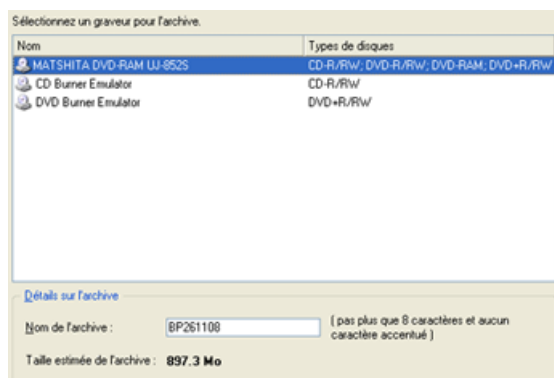 Sélectionnez un graveur pour l'archive.
Nom Types de disques
MATSHITA DVD-RAM UJ-852S CD-R/RW; DVD-R/RW; DVD-RAM; DVD+R/RW
CD Burner Emulator CD-R/RW
DVD Burner Emulator DVD+R/RW
Détails sur l'archive
Nom de l'archive : BP261108 ( pas plus que 8 caractères et aucun
caractère accentué )
Taille estimée de l'archive : 897.3 Mo